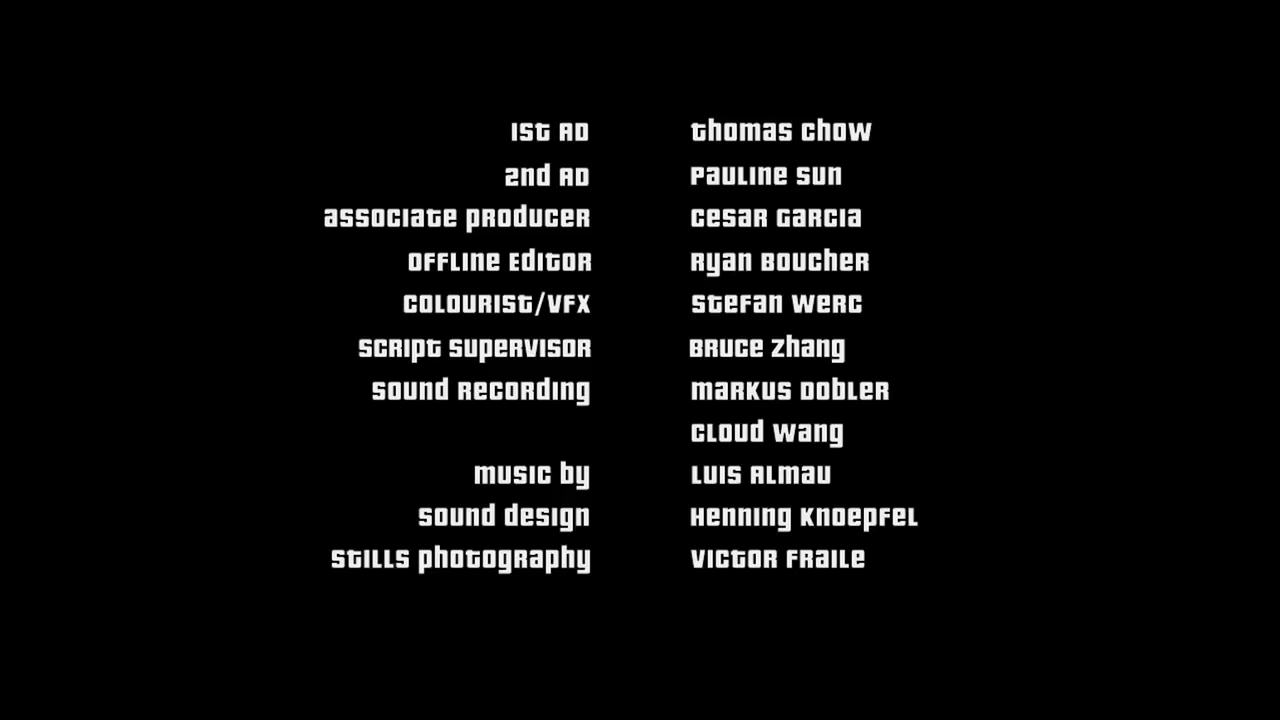 1st AD Thomas Chow
2nd AD Pauline Sun
Associate Producer Cesar Garcia
Offline Editor Ryan Boucher
Colourist/VFX Stefan Werc
Script Supervisor Bruce Zhang
Sound Recording Markus Dobler
Cloud Wang
Music by Luis Almau
Sound Design Henning Knoepfel
Stills Photography Victor Fraile